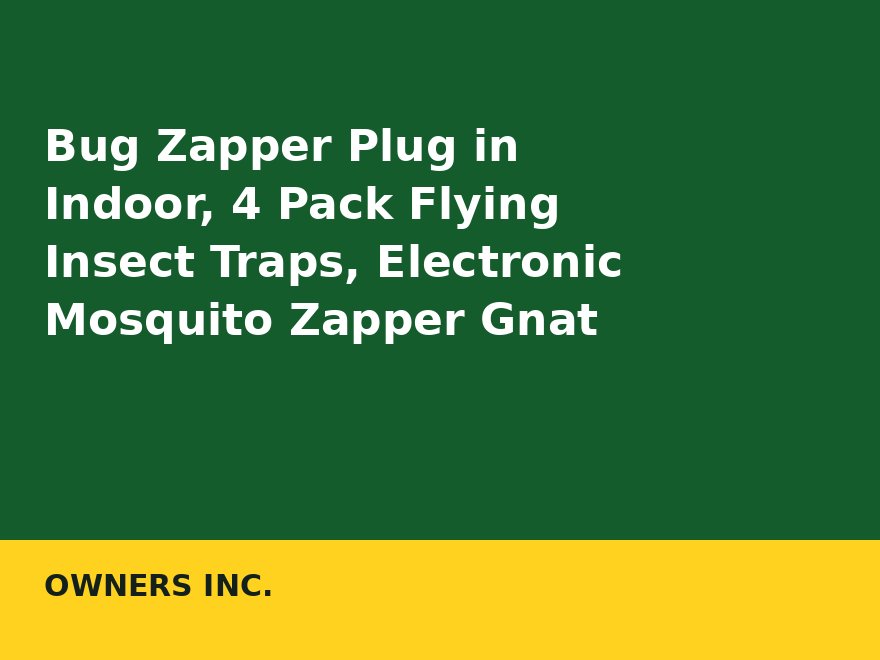 Bug Zapper Plug in
Indoor, 4 Pack Flying
Insect Traps, Electronic
Mosquito Zapper Gnat
OWNERS INC.